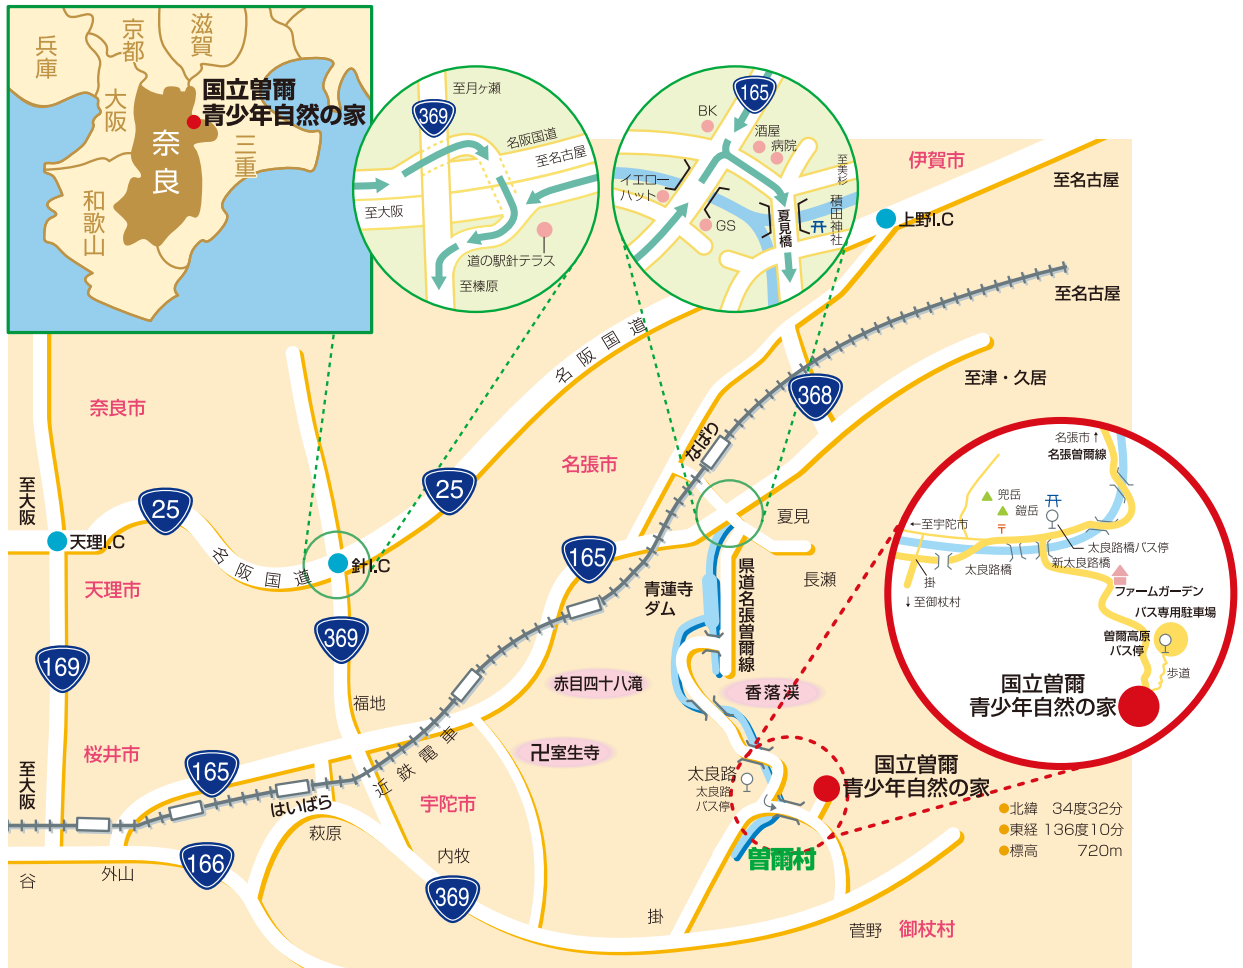 兵庫
京都
滋賀
大阪
奈良
三重
和歌山
国立曽爾
青少年自然の家
至月ヶ瀬
369
名阪国道
至名古屋
至大阪
道の駅針テラス
至榛原
165
BK
酒屋
病院
至美杉
イエロー
ハット
GS
夏見橋
積田神社
伊賀市
至名古屋
上野I.C
至名古屋
名阪国道
至津・久居
368
奈良市
名張市
なばり
至大阪
25
25
天理I.C
名阪国道
針I.C
夏見
165
天理市
長瀬
青蓮寺
ダム
県道名張曽爾線
369
169
赤目四十八滝
香落渓
福地
卍室生寺
桜井市
165
近鉄電車
至大阪
はいばら
宇陀市
太良路
太良路
バス停
国立曽爾
青少年自然の家
萩原
内牧
曽爾村
谷
外山
166
369
掛
菅野
御杖村
名張市↑
名張曽爾線
兜岳
鎧岳
〒
←至宇陀市
太良路橋バス停
太良路橋
新太良路橋
掛
↓至御杖村
ファームガーデン
バス専用駐車場
曽爾高原
バス停
歩道
国立曽爾
青少年自然の家
●北緯 34度32分
●東経 136度10分
●標高 720m